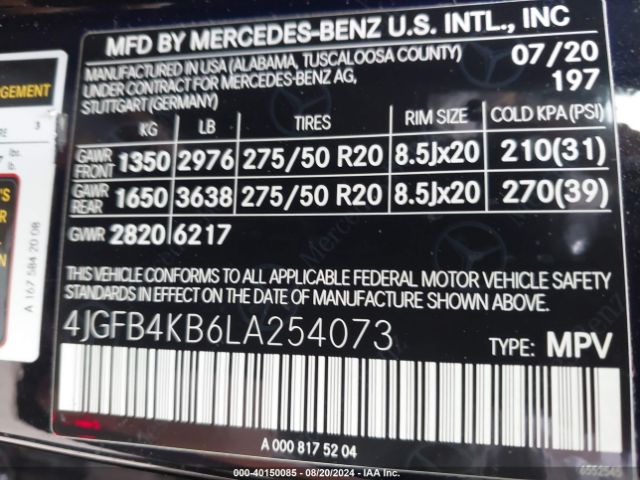 MFD BY MERCEDES-BENZ U.S. INTL., INC
MANUFACTURED IN USA (ALABAMA, TUSCALOOSA COUNTY)
UNDER CONTRACT FOR MERCEDES-BENZ AG,
STUTTGART (GERMANY)
07/20
197
KG LB TIRES RIM SIZE COLD KPA (PSI)
GAWR FRONT 1350 2976 275/50 R20 8.5Jx20 210(31)
GAWR REAR 1650 3638 275/50 R20 8.5Jx20 270(39)
GVWR 2820 6217
THIS VEHICLE CONFORMS TO ALL APPLICABLE FEDERAL MOTOR VEHICLE SAFETY
STANDARDS IN EFFECT ON THE DATE OF MANUFACTURE SHOWN ABOVE.
4JGFB4KB6LA254073
TYPE: MPV
A 000 817 52 04
A 167 584 20 08
lbs.
000-40150085 - 08/20/2024 - IAA Inc.